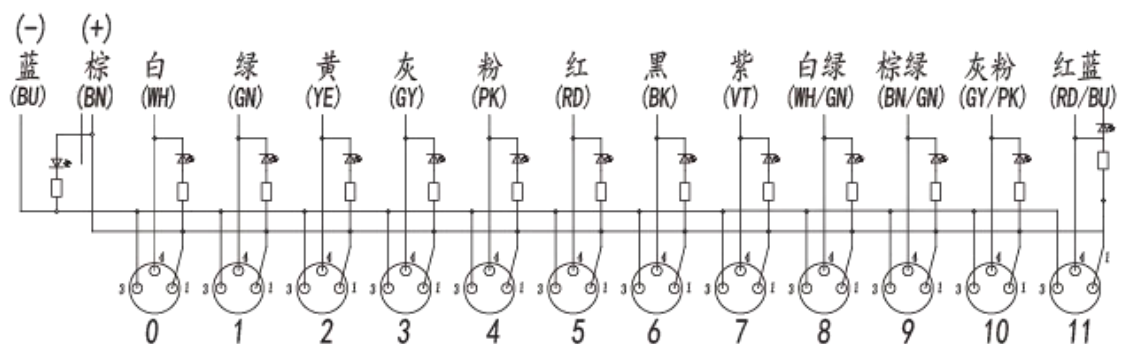 (-) (+)
蓝 棕 白 绿 黄 灰 粉 红 黑 紫 白绿 棕绿 灰粉 红蓝
(BU) (BN) (WH) (GN) (YE) (GY) (PK) (RD) (BK) (VT) (WH/GN) (BN/GN) (GY/PK) (RD/BU)
4 4 4 4 4 4 4 4 4 4 4 4
3 1 3 1 3 1 3 1 3 1 3 1 3 1 3 1 3 1 3 1 3 1 3 1
0 1 2 3 4 5 6 7 8 9 10 11